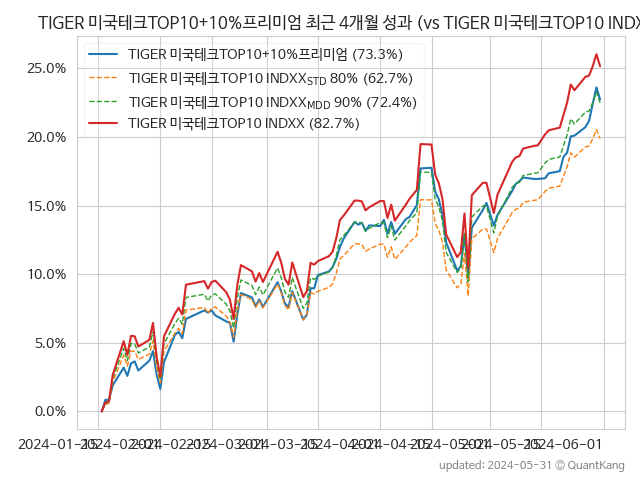 TIGER 미국테크TOP10+10%프리미엄 최근 4개월 성과 (vs TIGER 미국테크TOP10 INDX
TIGER 미국테크TOP10+10%프리미엄 (73.3%)
TIGER 미국테크TOP10 INDXXSTD 80% (62.7%)
TIGER 미국테크TOP10 INDXXMDD 90% (72.4%)
TIGER 미국테크TOP10 INDXX (82.7%)
25.0%
20.0%
15.0%
10.0%
5.0%
0.0%
2024-01-15 2024-02-01 2024-02-15 2024-03-01 2024-03-15 2024-04-01 2024-04-15 2024-05-01 2024-05-15 2024-06-01
updated: 2024-05-31 © QuantKang